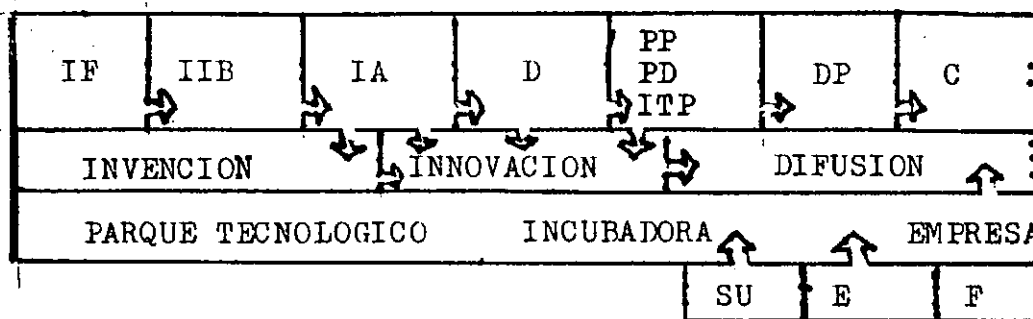 PP
IF IIB IA D PD DP C
ITP
INVENCION INNOVACION DIFUSION
PARQUE TECNOLOGICO INCUBADORA EMPRESA
SU E F